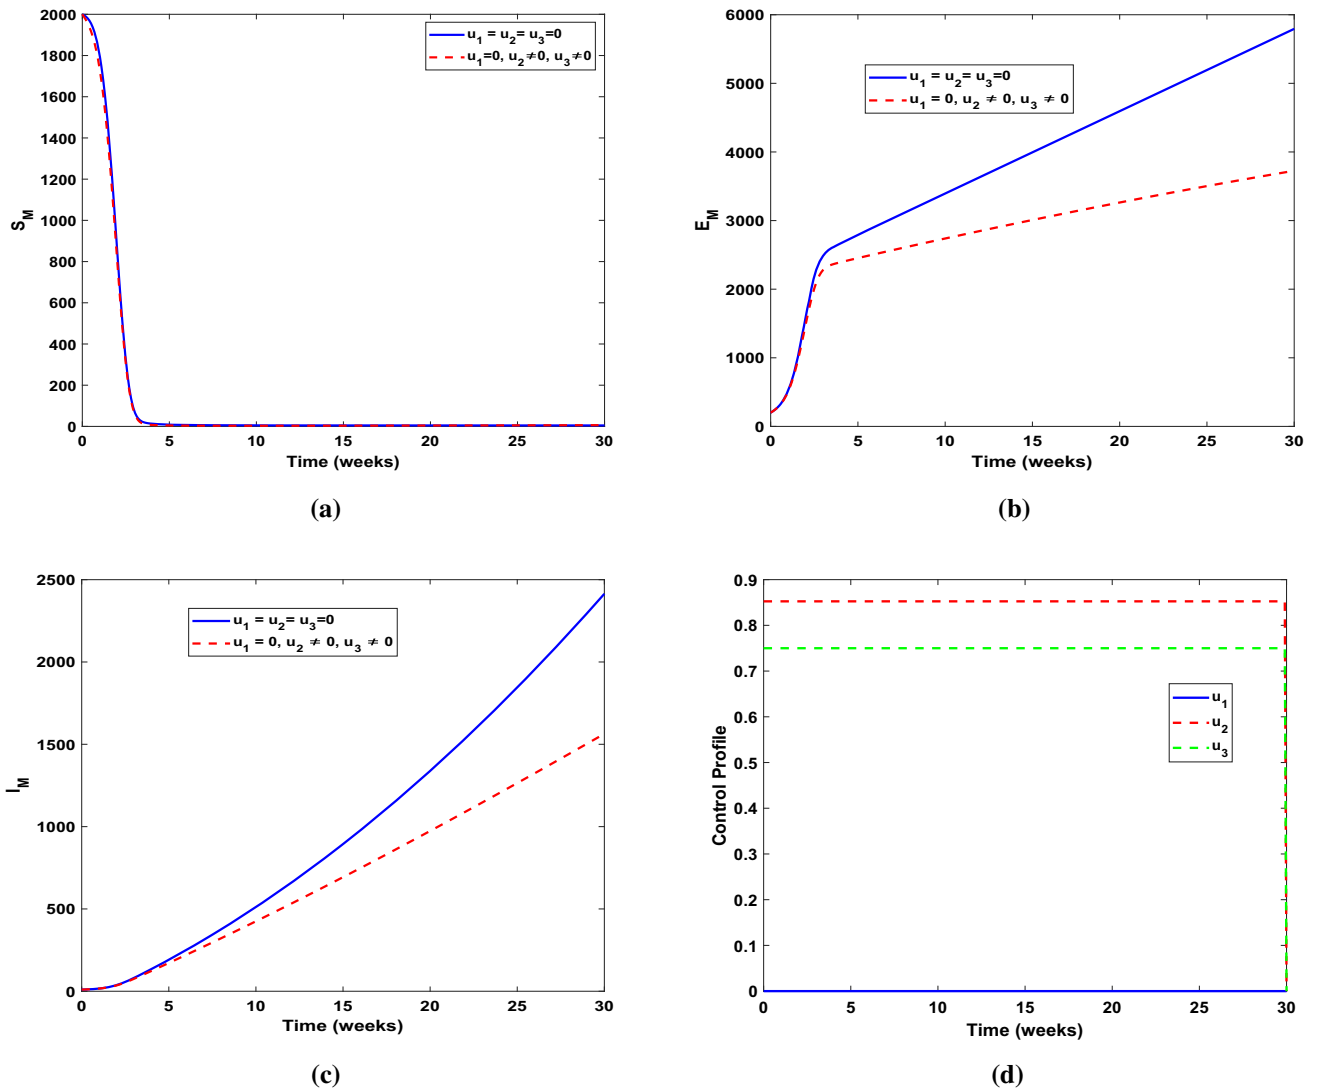 2000
1800
1600
1400
1200
1000
800
600
400
200
0
S_M
0 5 10 15 20 25 30
Time (weeks)
u_1 = u_2= u_3=0
u_1=0, u_2≠0, u_3≠0
(a)
6000
5000
4000
3000
2000
1000
0
E_M
0 5 10 15 20 25 30
Time (weeks)
u_1 = u_2= u_3=0
u_1 = 0, u_2 ≠ 0, u_3 ≠ 0
(b)
2500
2000
1500
1000
500
0
I_M
0 5 10 15 20 25 30
Time (weeks)
u_1 = u_2= u_3=0
u_1 = 0, u_2 ≠ 0, u_3 ≠ 0
(c)
0.9
0.8
0.7
0.6
0.5
0.4
0.3
0.2
0.1
0
Control Profile
0 5 10 15 20 25 30
Time (weeks)
u_1
u_2
u_3
(d)